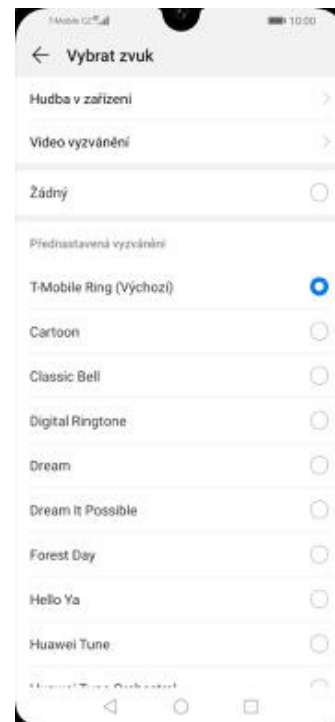 T-Mobile CZ
10:00
Vybrat zvuk
Hudba v zařízení
Video vyzvánění
Žádný
Přednastavená vyzvánění
T-Mobile Ring (Výchozí)
Cartoon
Classic Bell
Digital Ringtone
Dream
Dream It Possible
Forest Day
Hello Ya
Huawei Tune